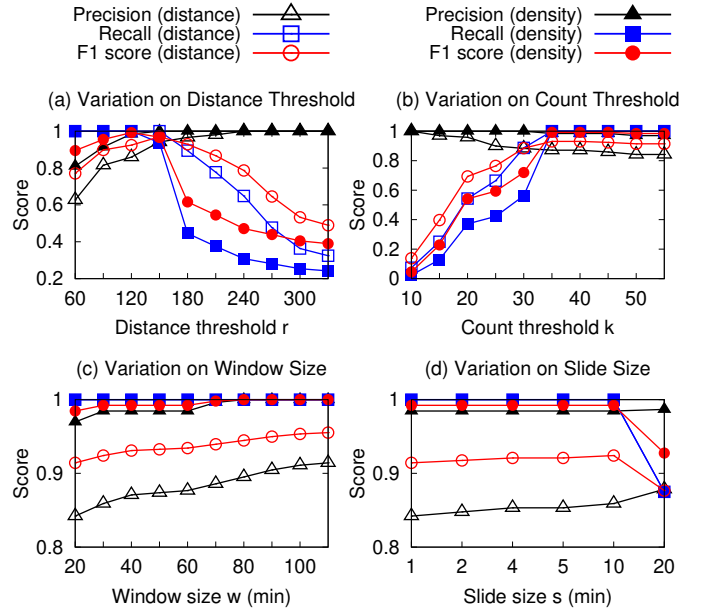 Precision (distance)
Recall (distance)
F1 score (distance)
Precision (density)
Recall (density)
F1 score (density)
(a) Variation on Distance Threshold
Score
1
0.8
0.6
0.4
0.2
60 120 180 240 300
Distance threshold r
(b) Variation on Count Threshold
Score
1
0.8
0.6
0.4
0.2
0
10 20 30 40 50
Count threshold k
(c) Variation on Window Size
Score
1
0.9
0.8
20 40 60 80 100
Window size w (min)
(d) Variation on Slide Size
Score
1
0.9
0.8
1 2 4 5 10 20
Slide size s (min)